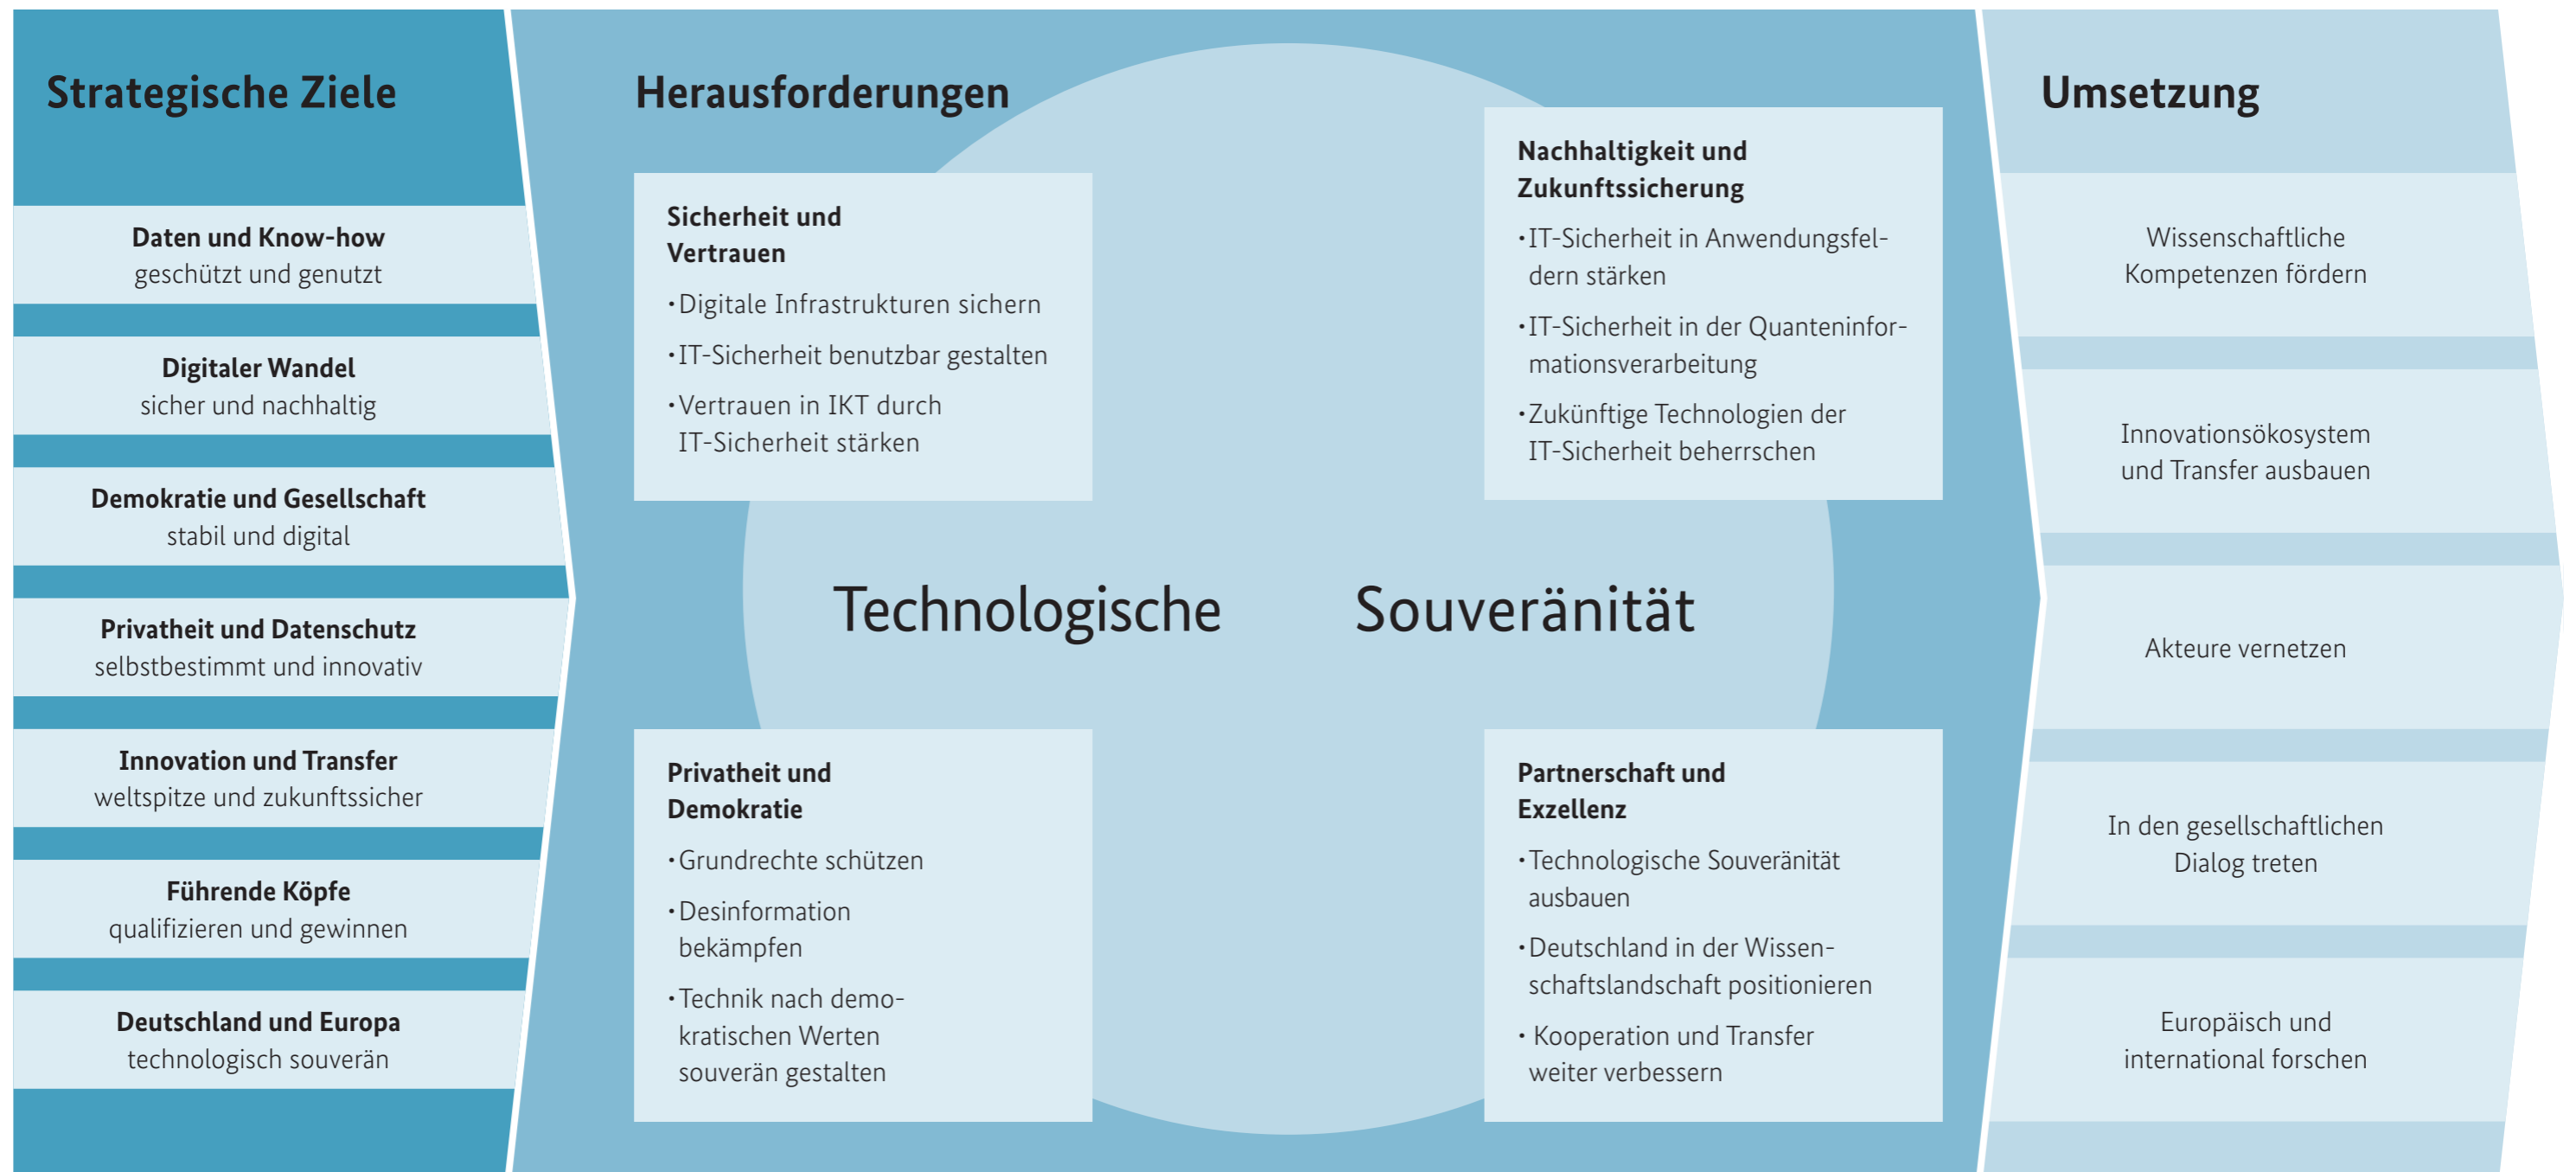 Strategische Ziele
Daten und Know-how
geschützt und genutzt
Digitaler Wandel
sicher und nachhaltig
Demokratie und Gesellschaft
stabil und digital
Privatheit und Datenschutz
selbstbestimmt und innovativ
Innovation und Transfer
weltspitze und zukunftssicher
Führende Köpfe
qualifizieren und gewinnen
Deutschland und Europa
technologisch souverän
Herausforderungen
Sicherheit und
Vertrauen
·Digitale Infrastrukturen sichern
·IT-Sicherheit benutzbar gestalten
·Vertrauen in IKT durch
IT-Sicherheit stärken
Nachhaltigkeit und
Zukunftssicherung
·IT-Sicherheit in Anwendungsfel-
dern stärken
·IT-Sicherheit in der Quanteninfor-
mationsverarbeitung
·Zukünftige Technologien der
IT-Sicherheit beherrschen
Technologische Souveränität
Privatheit und
Demokratie
·Grundrechte schützen
·Desinformation
bekämpfen
·Technik nach demo-
kratischen Werten
souverän gestalten
Partnerschaft und
Exzellenz
·Technologische Souveränität
ausbauen
·Deutschland in der Wissen-
schaftslandschaft positionieren
· Kooperation und Transfer
weiter verbessern
Umsetzung
Wissenschaftliche
Kompetenzen fördern
Innovationsökosystem
und Transfer ausbauen
Akteure vernetzen
In den gesellschaftlichen
Dialog treten
Europäisch und
international forschen